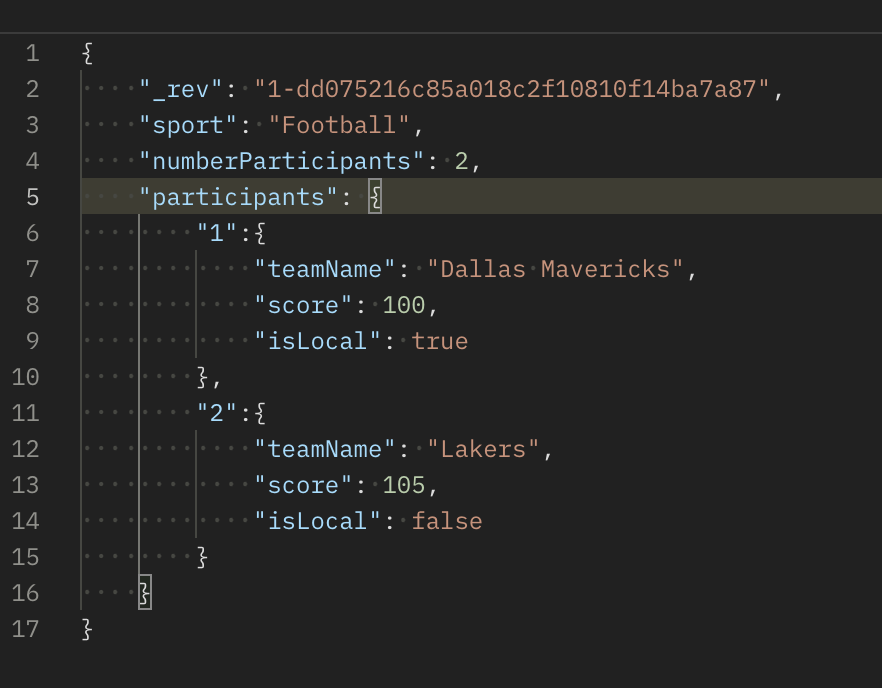 1 {
2 "_rev": "1-dd075216c85a018c2f10810f14ba7a87",
3 "sport": "Football",
4 "numberParticipants": 2,
5 "participants": {
6 "1":{
7 "teamName": "Dallas Mavericks",
8 "score": 100,
9 "isLocal": true
10 },
11 "2":{
12 "teamName": "Lakers",
13 "score": 105,
14 "isLocal": false
15 }
16 }
17 }